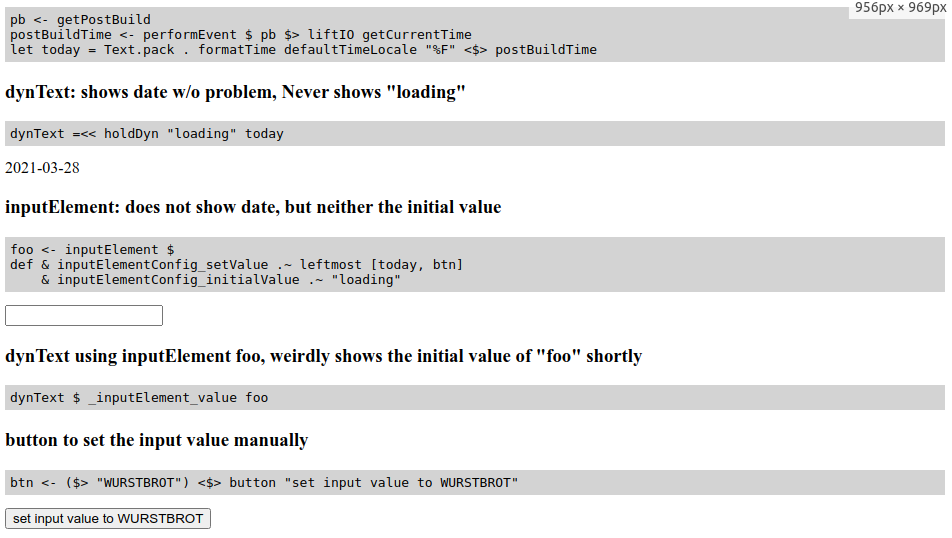 956px × 969px
pb <- getPostBuild
postBuildTime <- performEvent $ pb $> liftIO getCurrentTime
let today = Text.pack . formatTime defaultTimeLocale "%F" <$> postBuildTime
dynText: shows date w/o problem, Never shows "loading"
dynText =<< holdDyn "loading" today
2021-03-28
inputElement: does not show date, but neither the initial value
foo <- inputElement $
def & inputElementConfig_setValue .~ leftmost [today, btn]
    & inputElementConfig_initialValue .~ "loading"
dynText using inputElement foo, weirdly shows the initial value of "foo" shortly
dynText $ _inputElement_value foo
button to set the input value manually
btn <- ($> "WURSTBROT") <$> button "set input value to WURSTBROT"
set input value to WURSTBROT